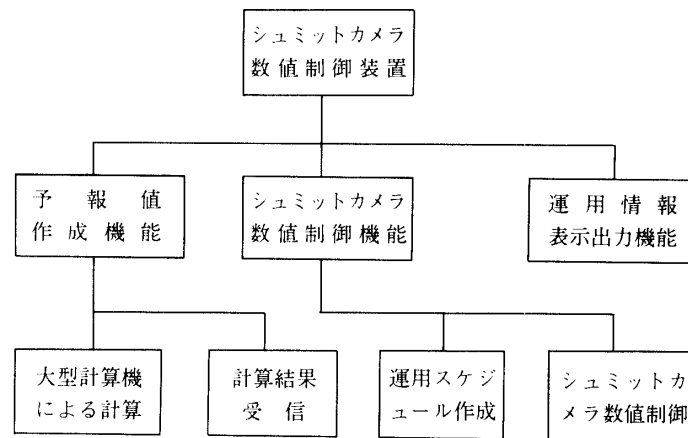 シュミットカメラ
数値制御装置
予報値
作成機能
シュミットカメラ
数値制御機能
運用情報
表示出力機能
大型計算機
による計算
計算結果
受信
運用スケジ
ュール作成
シュミットカ
メラ数値制御